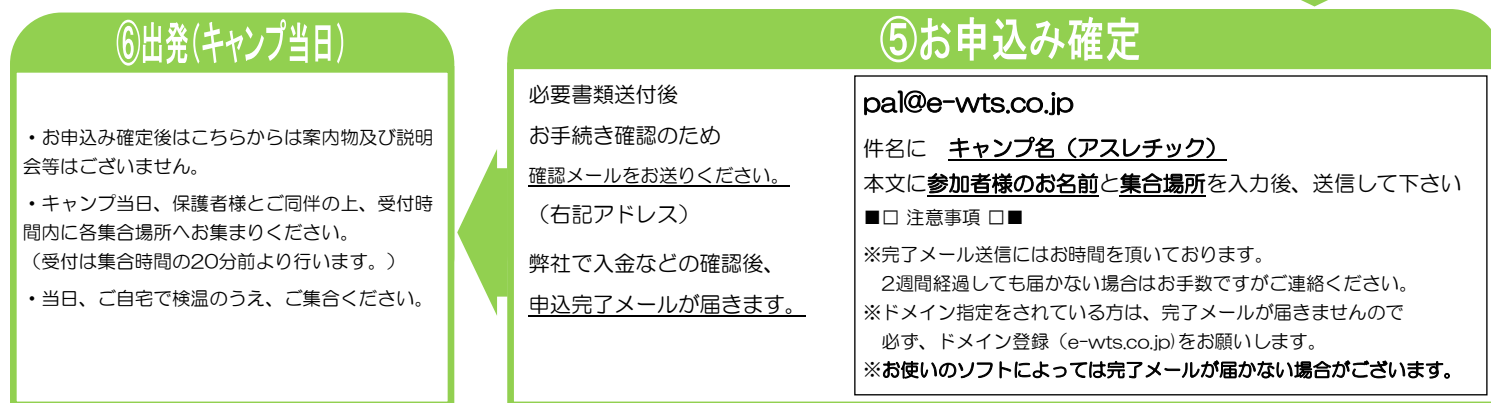 ⑥出発(キャンプ当日)
・お申込み確定後はこちらからは案内物及び説明
会等はございません。
・キャンプ当日、保護者様とご同伴の上、受付時
間内に各集合場所へお集まりください。
（受付は集合時間の20分前より行います。）
・当日、ご自宅で検温のうえ、ご集合ください。
⑤お申込み確定
必要書類送付後
お手続き確認のため
確認メールをお送りください。
（右記アドレス）
弊社で入金などの確認後、
申込完了メールが届きます。
pal@e-wts.co.jp
件名に　キャンプ名（アスレチック）
本文に参加者様のお名前と集合場所を入力後、送信して下さい
■□ 注意事項 □■
※完了メール送信にはお時間を頂いております。
2週間経過しても届かない場合はお手数ですがご連絡ください。
※ドメイン指定をされている方は、完了メールが届きませんので
必ず、ドメイン登録（e-wts.co.jp)をお願いします。
※お使いのソフトによっては完了メールが届かない場合がございます。